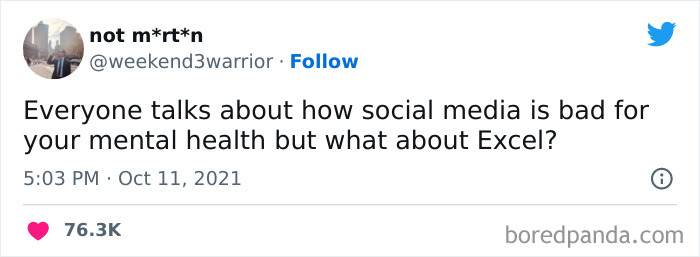 not m*rt*n
@weekend3warrior · Follow
Everyone talks about how social media is bad for
your mental health but what about Excel?
5:03 PM · Oct 11, 2021
76.3K
boredpanda.com